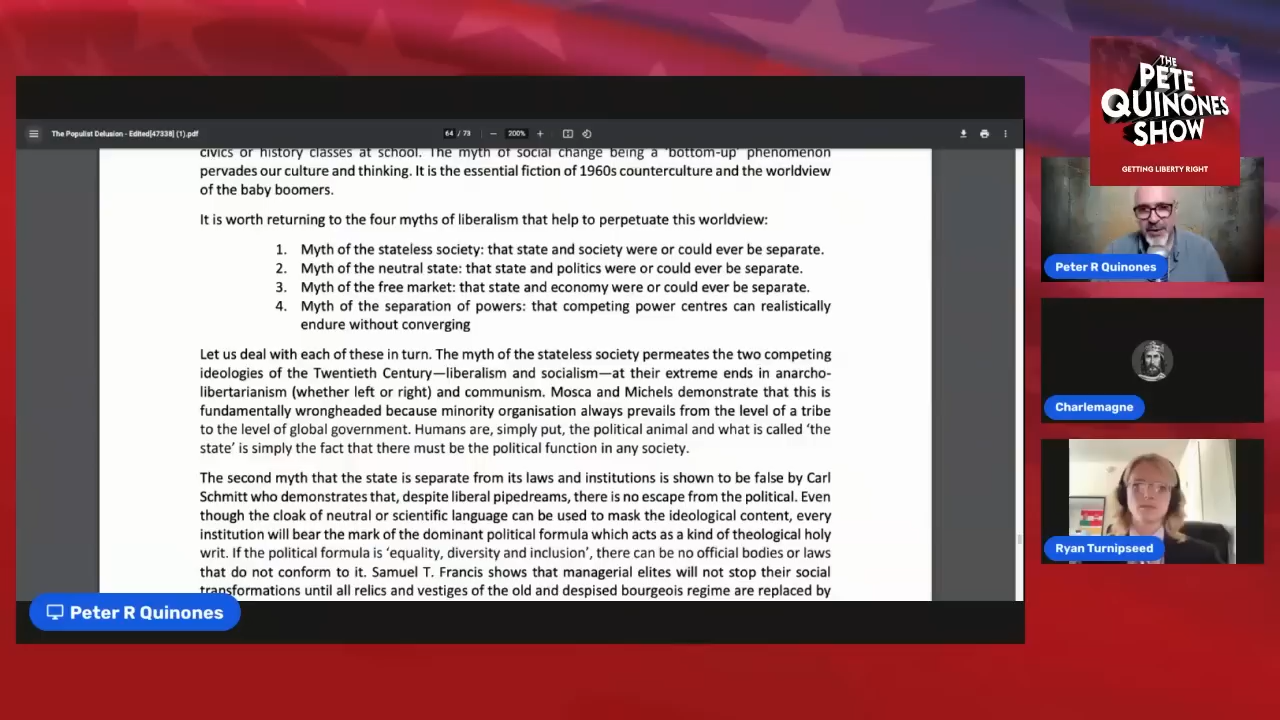 The Populist Delusion - Edited[47338] (1).pdf
64 / 73
200%
civics or history classes at school. The myth of social change being a 'bottom-up' phenomenon
pervades our culture and thinking. It is the essential fiction of 1960s counterculture and the worldview
of the baby boomers.
It is worth returning to the four myths of liberalism that help to perpetuate this worldview:
1. Myth of the stateless society: that state and society were or could ever be separate.
2. Myth of the neutral state: that state and politics were or could ever be separate.
3. Myth of the free market: that state and economy were or could ever be separate.
4. Myth of the separation of powers: that competing power centres can realistically
endure without converging
Let us deal with each of these in turn. The myth of the stateless society permeates the two competing
ideologies of the Twentieth Century—liberalism and socialism—at their extreme ends in anarcho-
libertarianism (whether left or right) and communism. Mosca and Michels demonstrate that this is
fundamentally wrongheaded because minority organisation always prevails from the level of a tribe
to the level of global government. Humans are, simply put, the political animal and what is called 'the
state' is simply the fact that there must be the political function in any society.
The second myth that the state is separate from its laws and institutions is shown to be false by Carl
Schmitt who demonstrates that, despite liberal pipedreams, there is no escape from the political. Even
though the cloak of neutral or scientific language can be used to mask the ideological content, every
institution will bear the mark of the dominant political formula which acts as a kind of theological holy
writ. If the political formula is 'equality, diversity and inclusion', there can be no official bodies or laws
that do not conform to it. Samuel T. Francis shows that managerial elites will not stop their social
transformations until all relics and vestiges of the old and despised bourgeois regime are replaced by
Peter R Quinones
THE
PETE
QUINONES
SHOW
GETTING LIBERTY RIGHT
Peter R Quinones
Charlemagne
Ryan Turnipseed